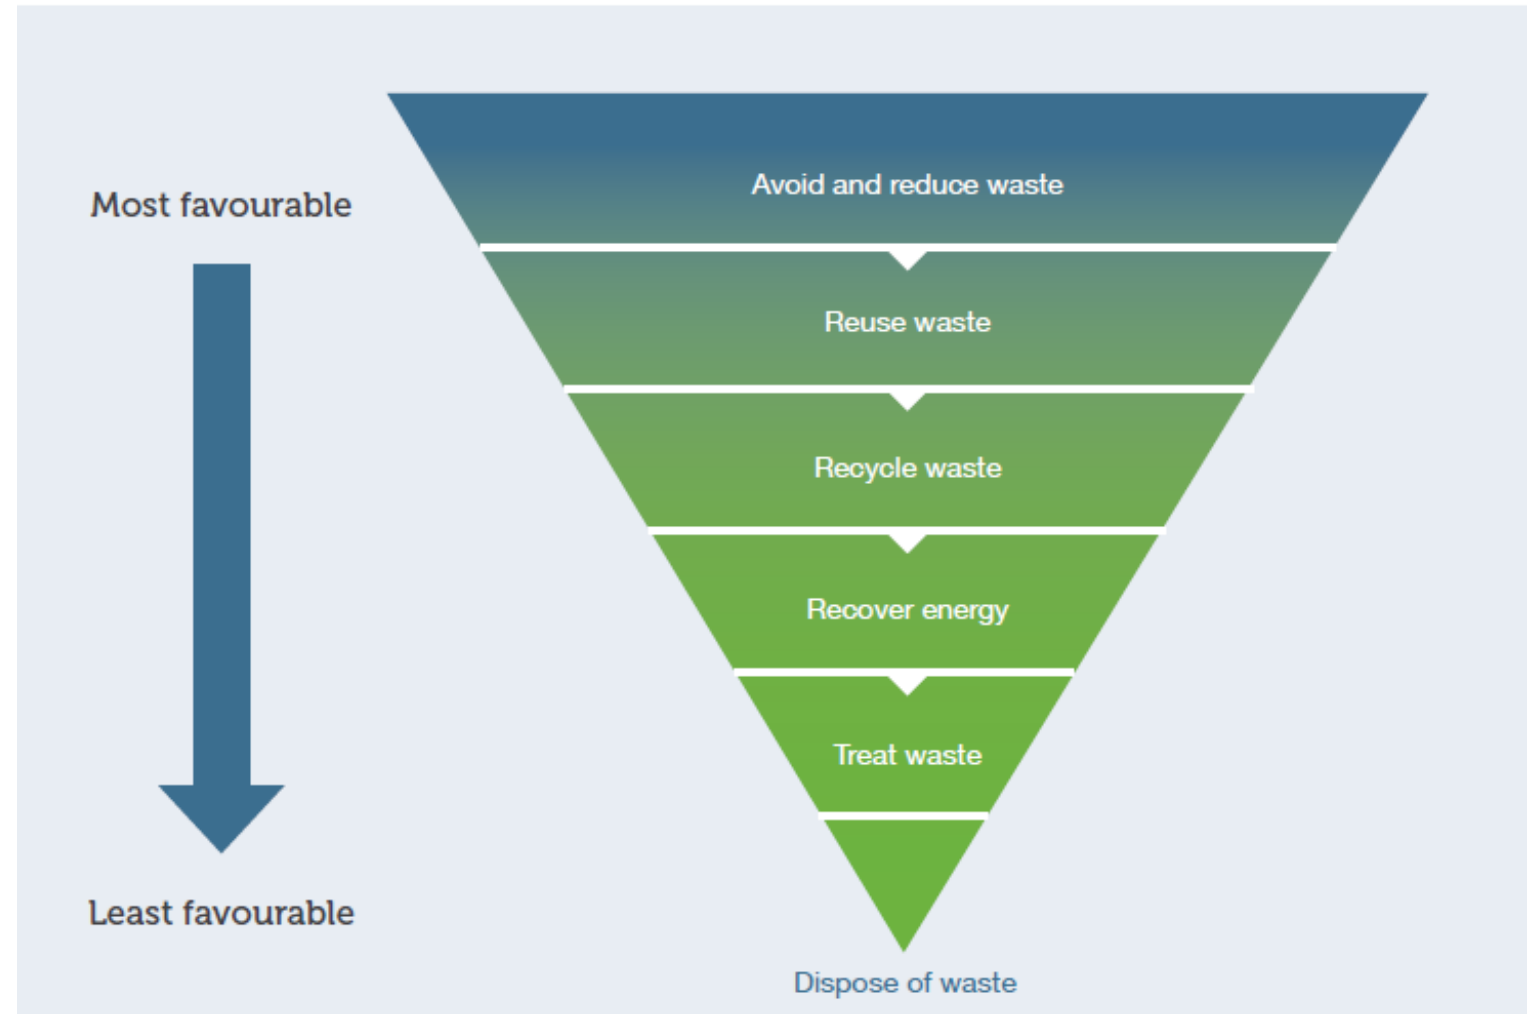 Most favourable
Avoid and reduce waste
Reuse waste
Recycle waste
Recover energy
Treat waste
Least favourable
Dispose of waste